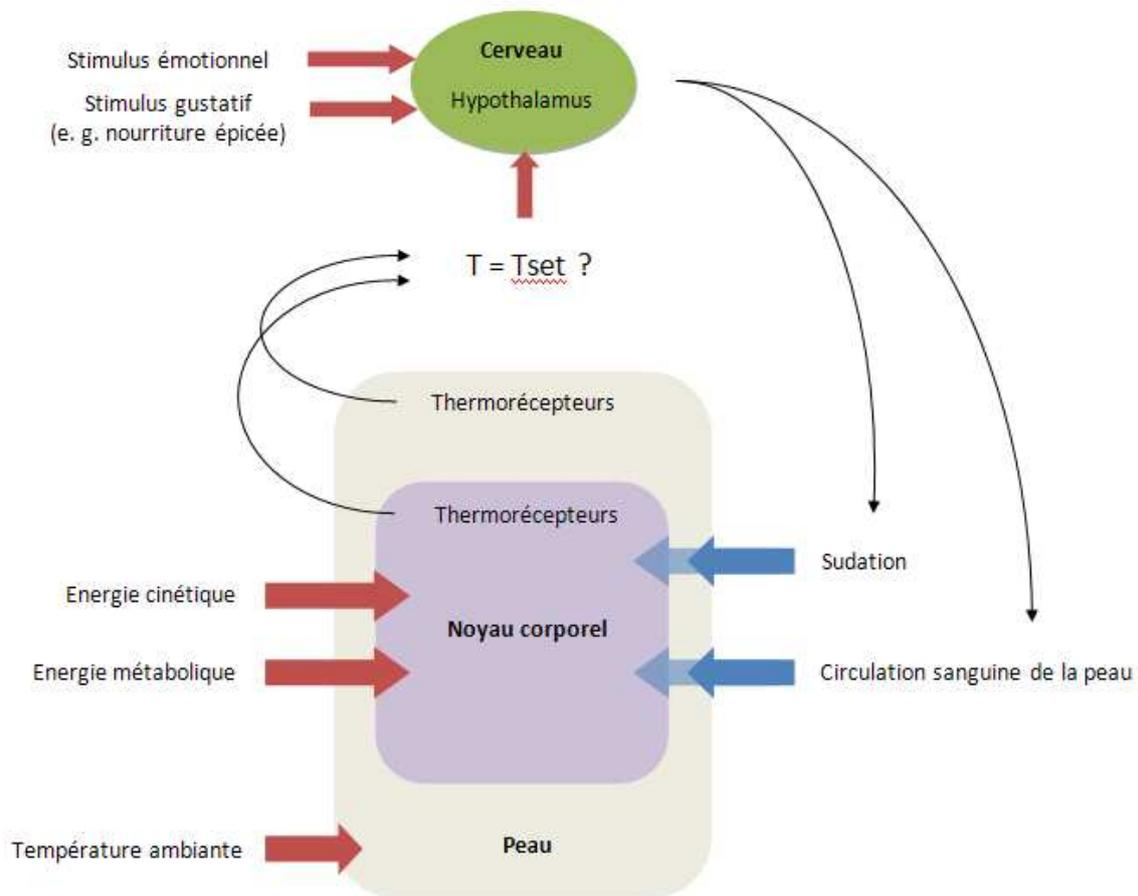 Cerveau
Stimulus émotionnel
Hypothalamus
Stimulus gustatif
(e. g. nourriture épicée)
T = Tset ?
Thermorécepteurs
Thermorécepteurs
Sudation
Energie cinétique
Noyau corporel
Energie métabolique
Circulation sanguine de la peau
Peau
Température ambiante